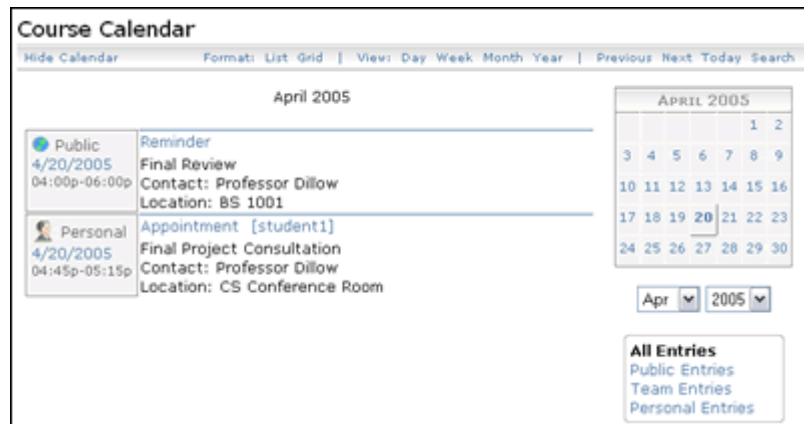 Course Calendar
Hide Calendar Format: List Grid | View: Day Week Month Year | Previous Next Today Search
April 2005
Public
4/20/2005
04:00p-06:00p
Reminder
Final Review
Contact: Professor Dillow
Location: BS 1001
Personal
4/20/2005
04:45p-05:15p
Appointment [student1]
Final Project Consultation
Contact: Professor Dillow
Location: CS Conference Room
April 2005
1 2
3 4 5 6 7 8 9
10 11 12 13 14 15 16
17 18 19 20 21 22 23
24 25 26 27 28 29 30
Apr 2005
All Entries
Public Entries
Team Entries
Personal Entries